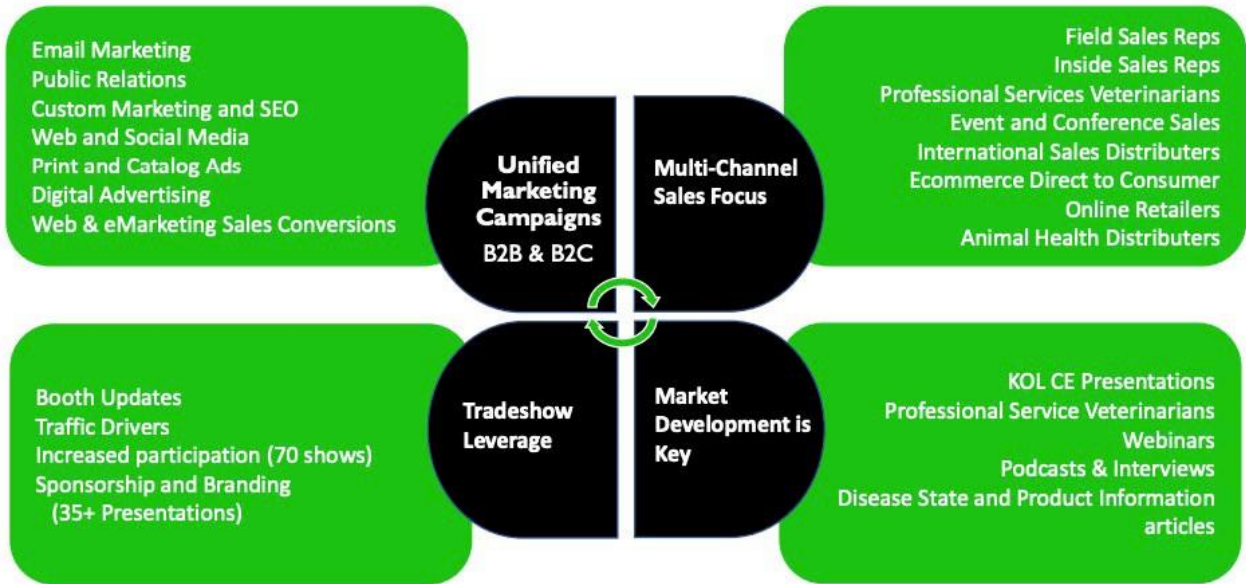 Email Marketing
Public Relations
Custom Marketing and SEO
Web and Social Media
Print and Catalog Ads
Digital Advertising
Web & eMarketing Sales Conversions
Unified
Marketing
Campaigns
B2B & B2C
Multi-Channel
Sales Focus
Field Sales Reps
Inside Sales Reps
Professional Services Veterinarians
Event and Conference Sales
International Sales Distributers
Ecommerce Direct to Consumer
Online Retailers
Animal Health Distributers
Booth Updates
Traffic Drivers
Increased participation (70 shows)
Sponsorship and Branding
(35+ Presentations)
Tradeshow
Leverage
Market
Development is
Key
KOL CE Presentations
Professional Service Veterinarians
Webinars
Podcasts & Interviews
Disease State and Product Information
articles